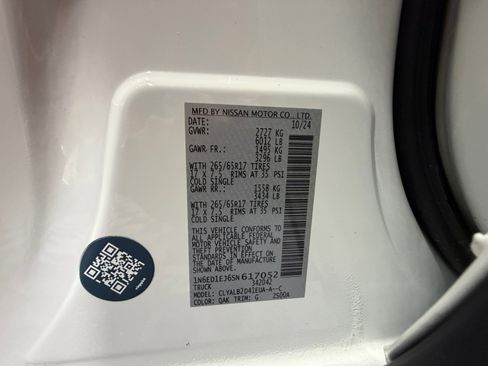 MFD BY NISSAN MOTOR CO., LTD.
DATE: 10/24
GVWR: 2727 KG
6012 LB
GAWR FR.: 1495 KG
3296 LB
WITH 265/65R17 TIRES
17 X 7.5 RIMS AT 35 PSI
COLD SINGLE
GAWR RR.: 1558 KG
3434 LB
WITH 265/65R17 TIRES
17 X 7.5 RIMS AT 35 PSI
COLD SINGLE
THIS VEHICLE CONFORMS TO
ALL APPLICABLE FEDERAL
MOTOR VEHICLE SAFETY AND
THEFT PREVENTION
STANDARDS IN EFFECT ON
THE DATE OF MANUFACTURE
SHOWN ABOVE.
1N6ED1EJ6SN617052
TRUCK 342D42
MODEL: CLYALB2D41EUA-A--C
COLOR: QAK TRIM: G 2500A